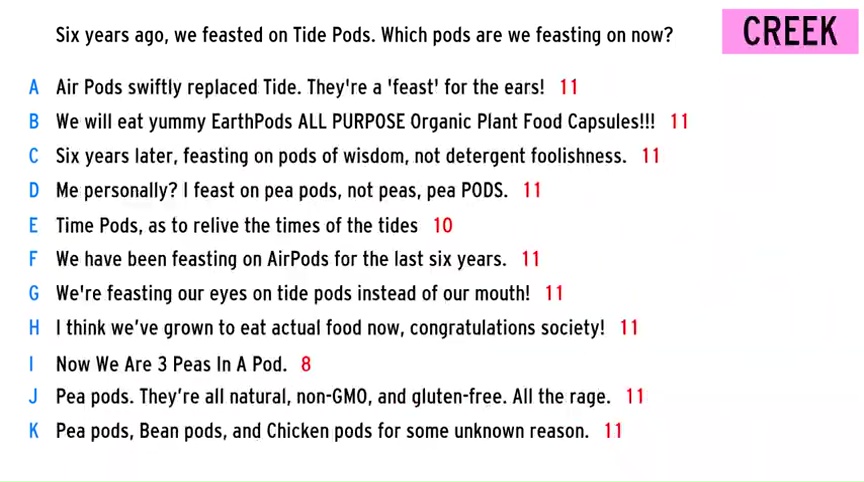 Six years ago, we feasted on Tide Pods. Which pods are we feasting on now?
CREEK
A Air Pods swiftly replaced Tide. They're a 'feast' for the ears! 11
B We will eat yummy EarthPods ALL PURPOSE Organic Plant Food Capsules!!! 11
C Six years later, feasting on pods of wisdom, not detergent foolishness. 11
D Me personally? I feast on pea pods, not peas, pea PODS. 11
E Time Pods, as to relive the times of the tides 10
F We have been feasting on AirPods for the last six years. 11
G We're feasting our eyes on tide pods instead of our mouth! 11
H I think we've grown to eat actual food now, congratulations society! 11
I Now We Are 3 Peas In A Pod. 8
J Pea pods. They're all natural, non-GMO, and gluten-free. All the rage. 11
K Pea pods, Bean pods, and Chicken pods for some unknown reason. 11